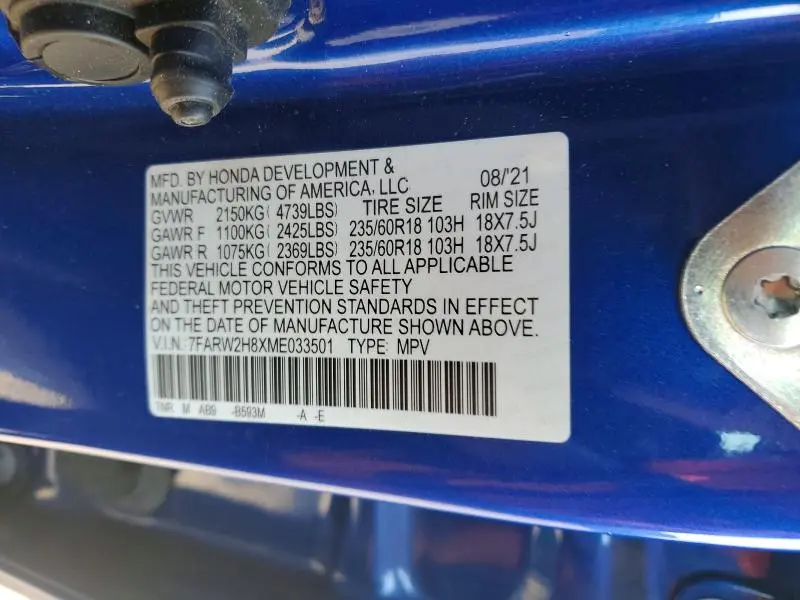 MFD. BY HONDA DEVELOPMENT &
MANUFACTURING OF AMERICA, LLC 08/'21
GVWR 2150KG ( 4739LBS) TIRE SIZE RIM SIZE
GAWR F 1100KG ( 2425LBS) 235/60R18 103H 18X7.5J
GAWR R 1075KG ( 2369LBS) 235/60R18 103H 18X7.5J
THIS VEHICLE CONFORMS TO ALL APPLICABLE
FEDERAL MOTOR VEHICLE SAFETY
AND THEFT PREVENTION STANDARDS IN EFFECT
ON THE DATE OF MANUFACTURE SHOWN ABOVE.
V.I.N.:7FARW2H8XME033501 TYPE: MPV
TNR M AB9 -B593M -A -E